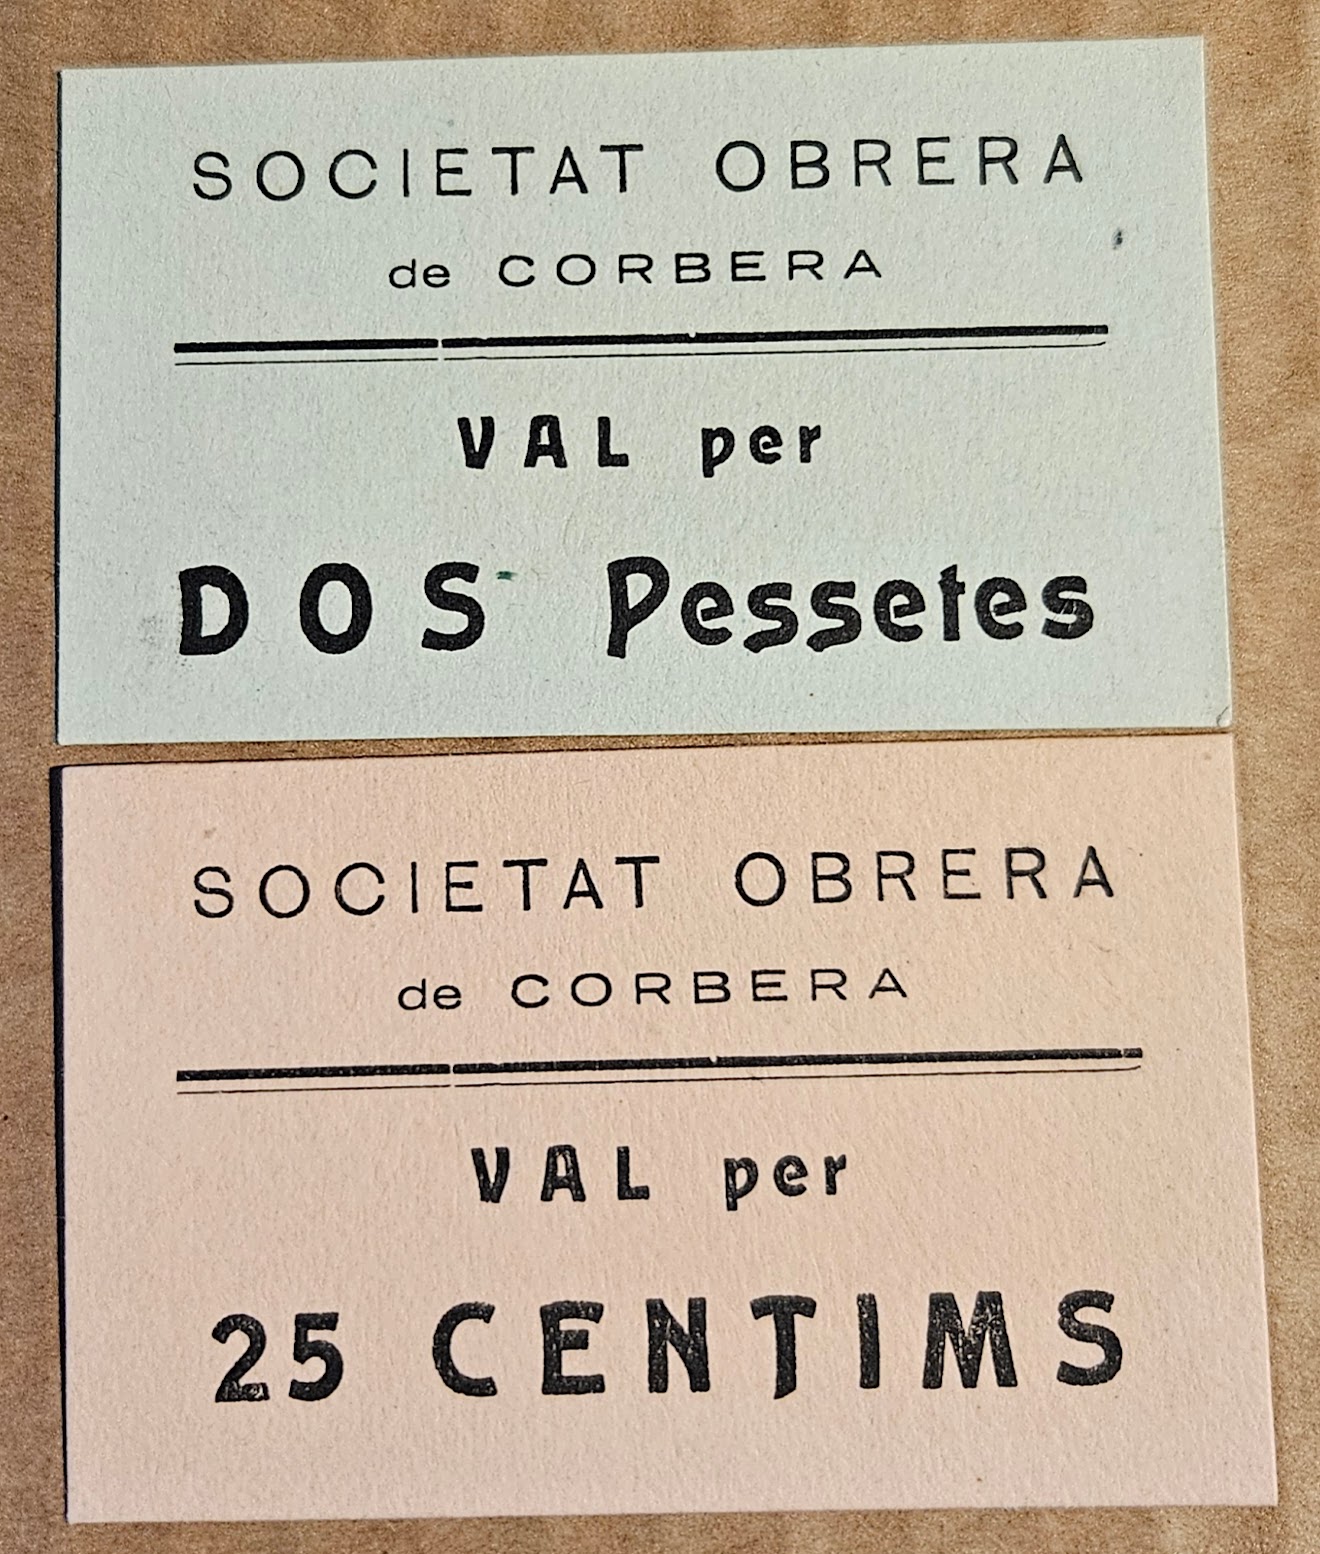 SOCIETAT OBRERA
de CORBERA
VAL per
DOS Pessetes
SOCIETAT OBRERA
de CORBERA
VAL per
25 CENTIMS